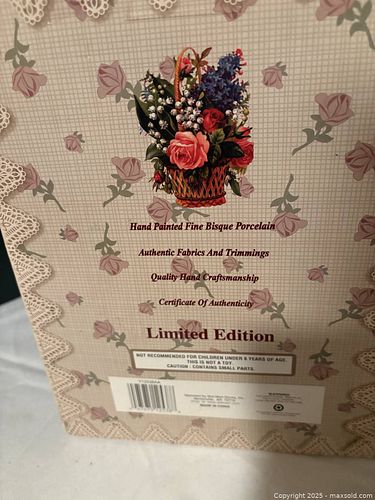 Hand Painted Fine Bisque Porcelain
Authentic Fabrics And Trimmings
Quality Hand Craftsmanship
Certificate Of Authenticity
Limited Edition
NOT RECOMMENDED FOR CHILDREN UNDER 8 YEARS OF AGE.
THIS IS NOT A TOY.
CAUTION : CONTAINS SMALL PARTS.
WARNING
MADE IN CHINA
Copyright © 2025 - maxsold.com